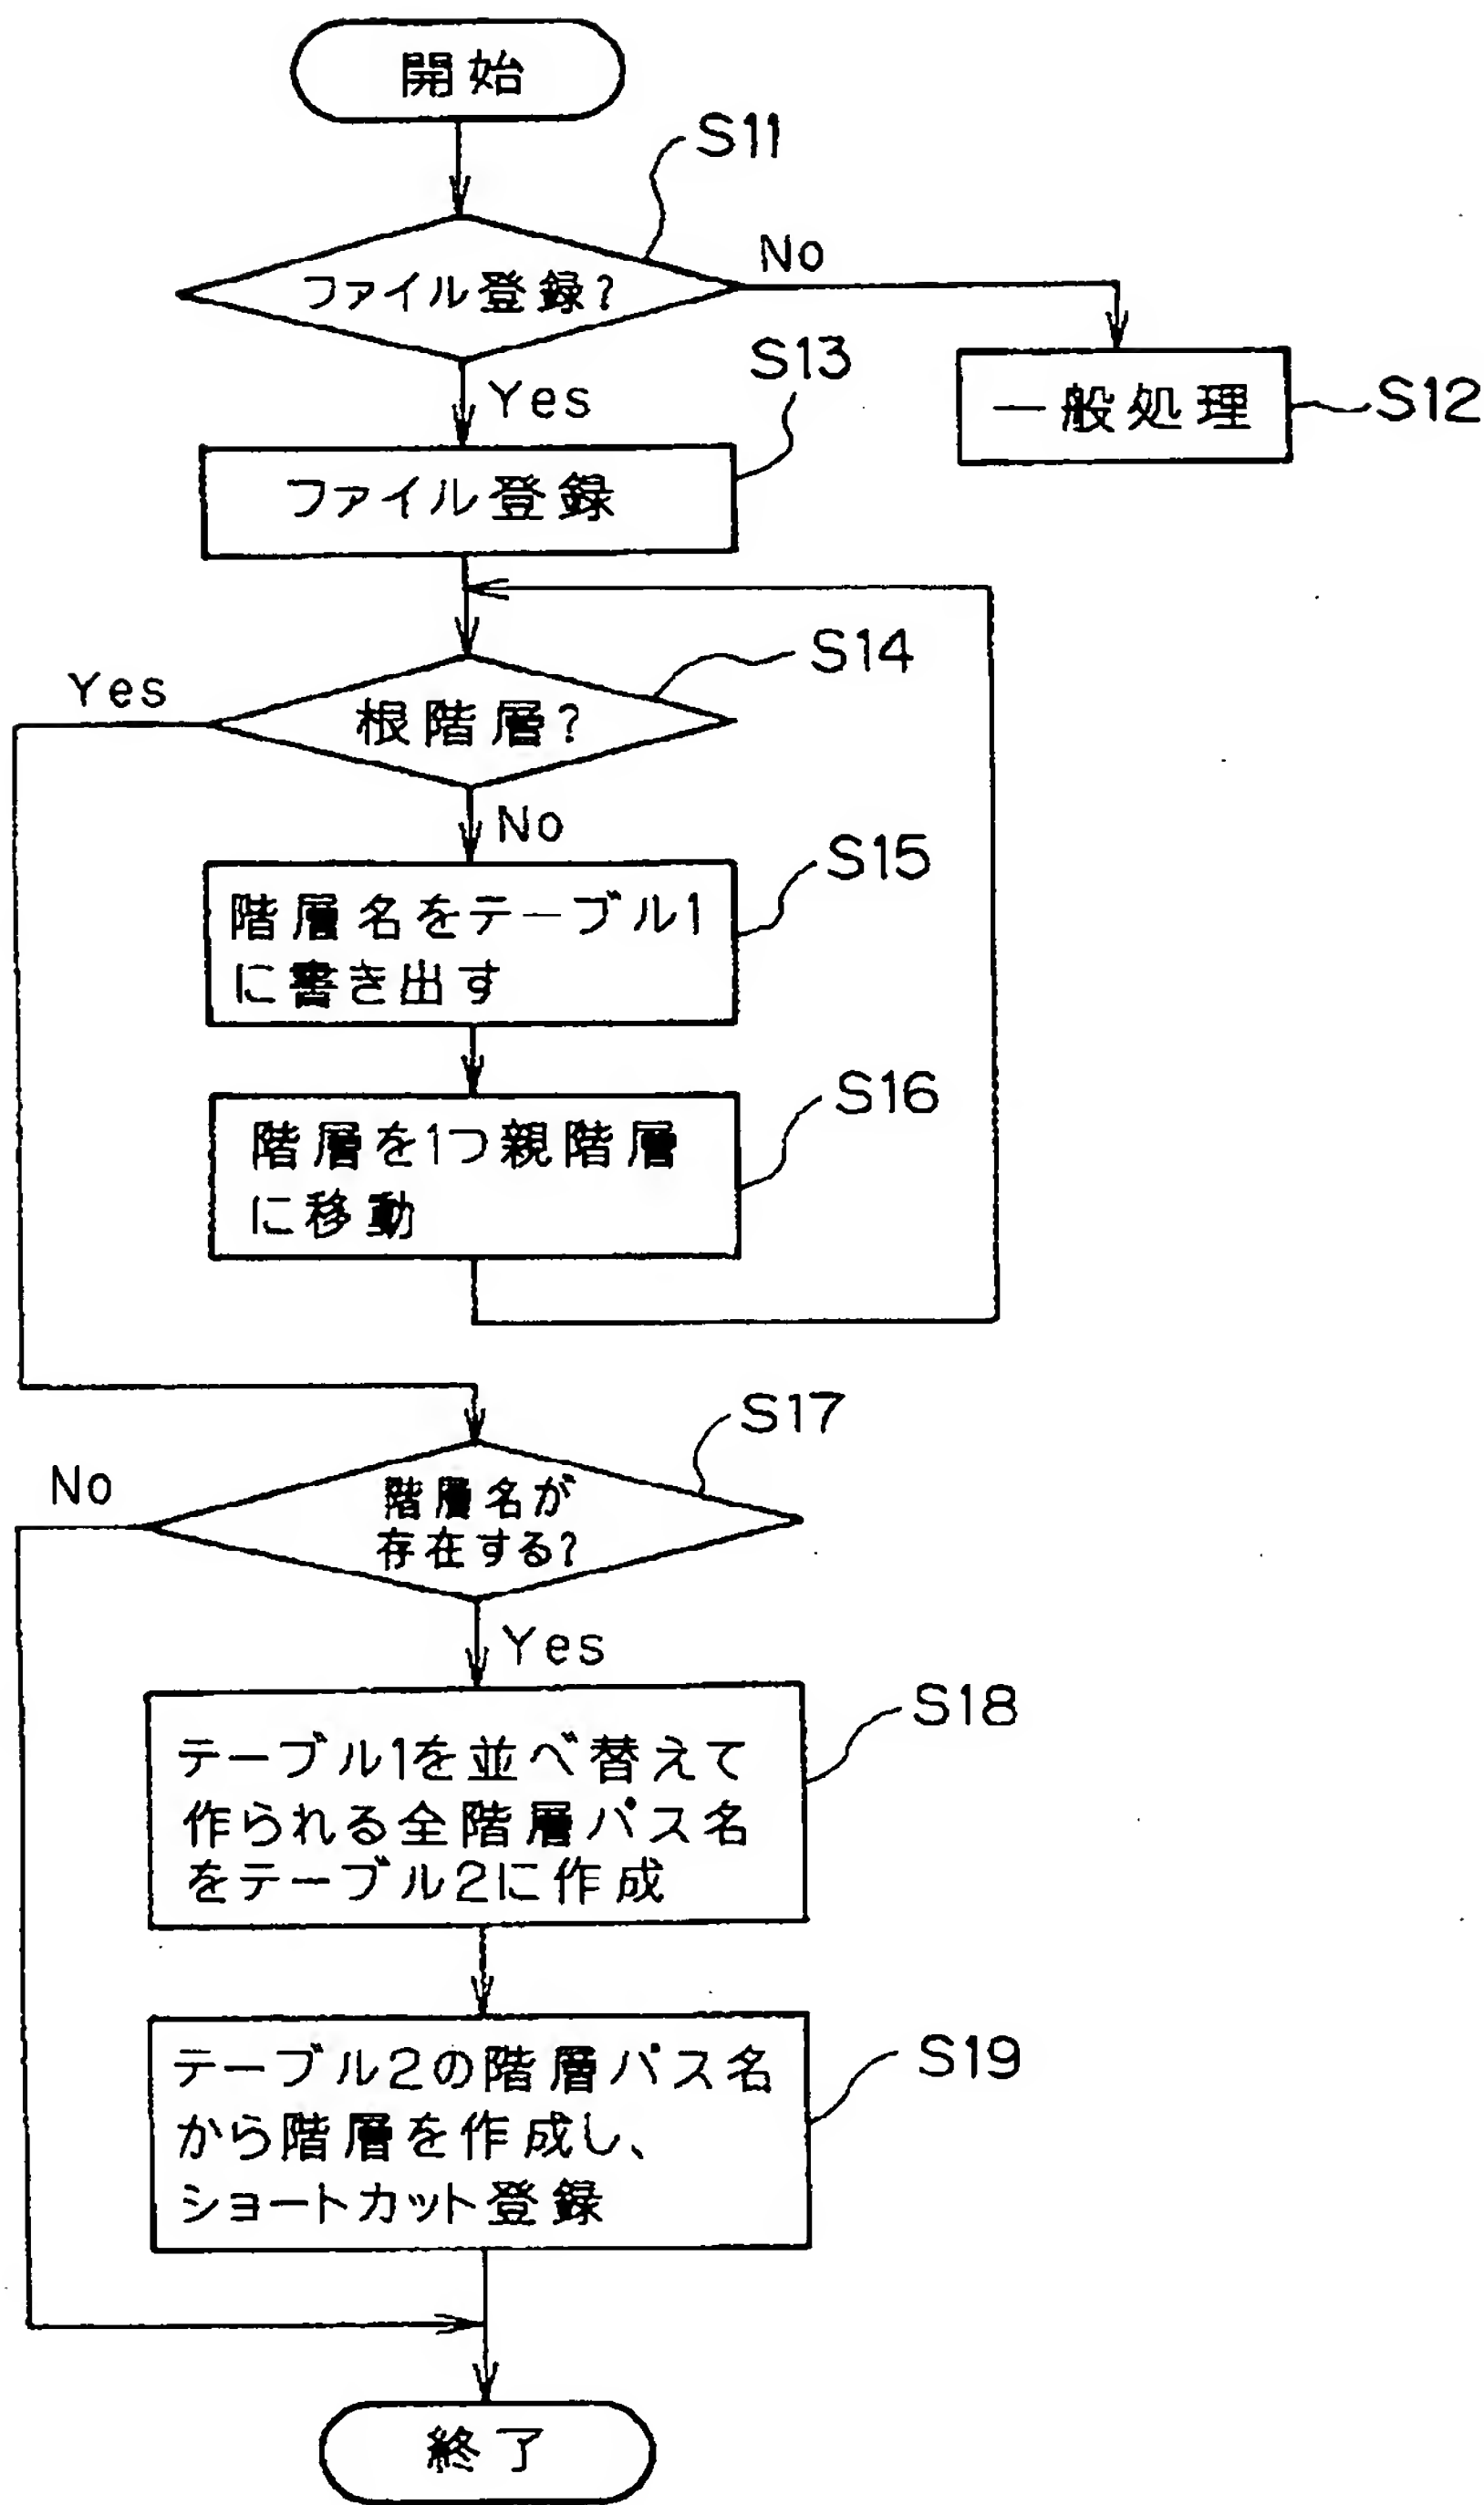 開始
S11
ファイル登録?
No
S13
Yes
一般処理
S12
ファイル登録
S14
Yes
根階層?
No
S15
階層名をテーブル1
に書き出す
S16
階層を1つ親階層
に移動
S17
No
階層名が
存在する?
Yes
S18
テーブル1を並べ替えて
作られる全階層パス名
をテーブル2に作成
S19
テーブル2の階層パス名
から階層を作成し、
ショートカット登録
終了